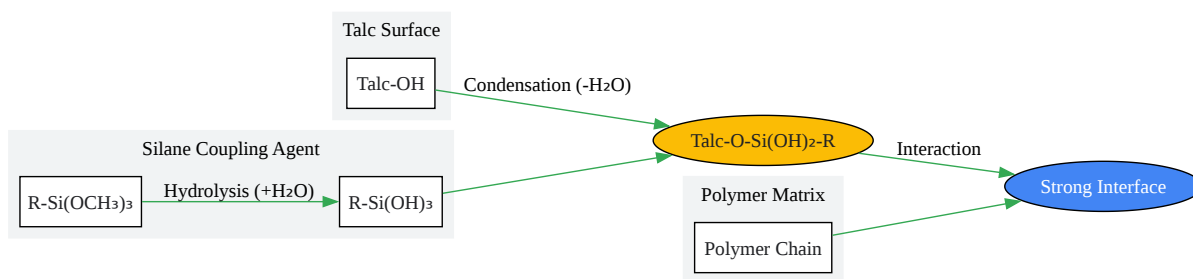 Talc Surface
Talc-OH
Condensation (-H₂O)
Silane Coupling Agent
R-Si(OCH₃)₃
Hydrolysis (+H₂O)
R-Si(OH)₃
Talc-O-Si(OH)₂-R
Interaction
Polymer Matrix
Polymer Chain
Strong Interface